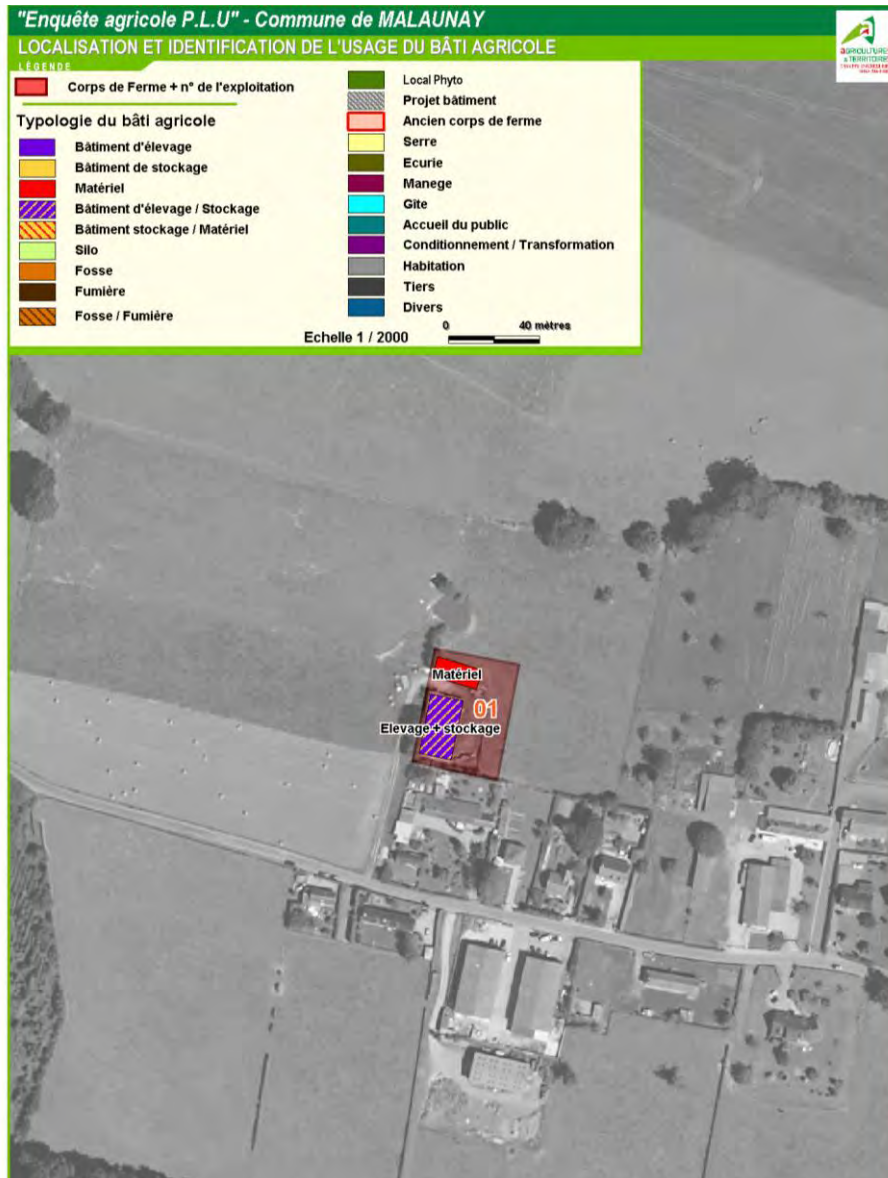 "Enquête agricole P.L.U" - Commune de MALAUNAY
LOCALISATION ET IDENTIFICATION DE L'USAGE DU BÂTI AGRICOLE
AGRICULTURES
& TERRITOIRES
LÉGENDE
Corps de Ferme + n° de l'exploitation
Typologie du bâti agricole
Bâtiment d'élevage
Bâtiment de stockage
Matériel
Bâtiment d'élevage / Stockage
Bâtiment stockage / Matériel
Silo
Fosse
Fumière
Fosse / Fumière
Local Phyto
Projet bâtiment
Ancien corps de ferme
Serre
Ecurie
Manege
Gîte
Accueil du public
Conditionnement / Transformation
Habitation
Tiers
Divers
Echelle 1 / 2000
0 40 mètres
Matériel
01
Elevage + stockage